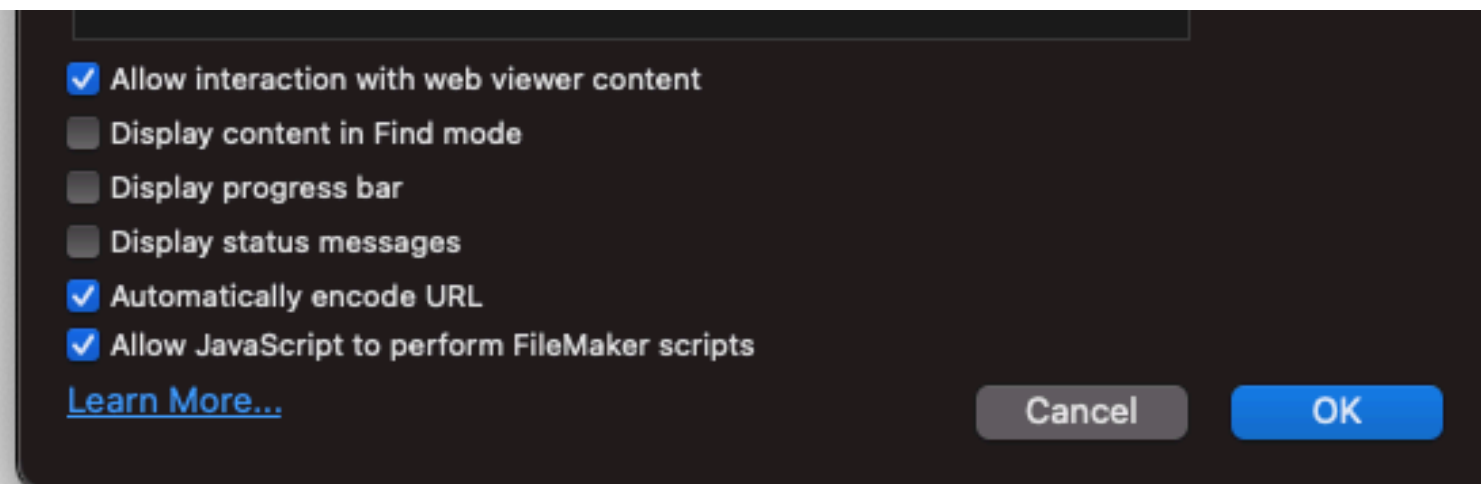 Allow interaction with web viewer content
Display content in Find mode
Display progress bar
Display status messages
Automatically encode URL
Allow JavaScript to perform FileMaker scripts
Learn More...
Cancel
OK